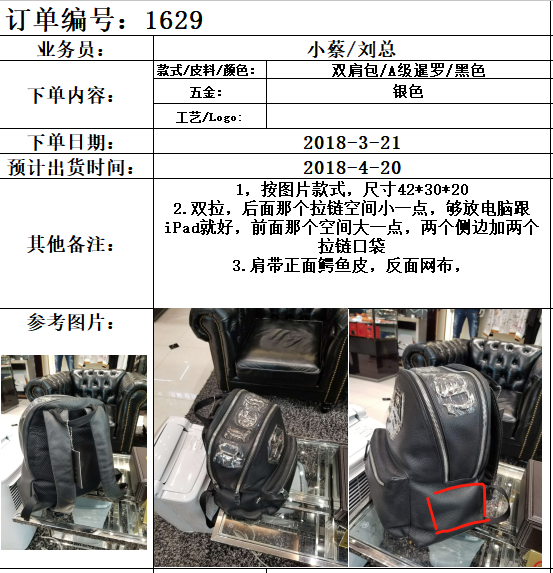 订单编号：1629
业务员：
小蔡/刘总
下单内容：
款式/皮料/颜色：
双肩包/A级暹罗/黑色
五金：
银色
工艺/Logo:
下单日期：
2018-3-21
预计出货时间：
2018-4-20
其他备注：
1，按图片款式，尺寸42*30*20
2.双拉，后面那个拉链空间小一点，够放电脑跟
iPad就好，前面那个空间大一点，两个侧边加两个
拉链口袋
3.肩带正面鳄鱼皮，反面网布，
参考图片：